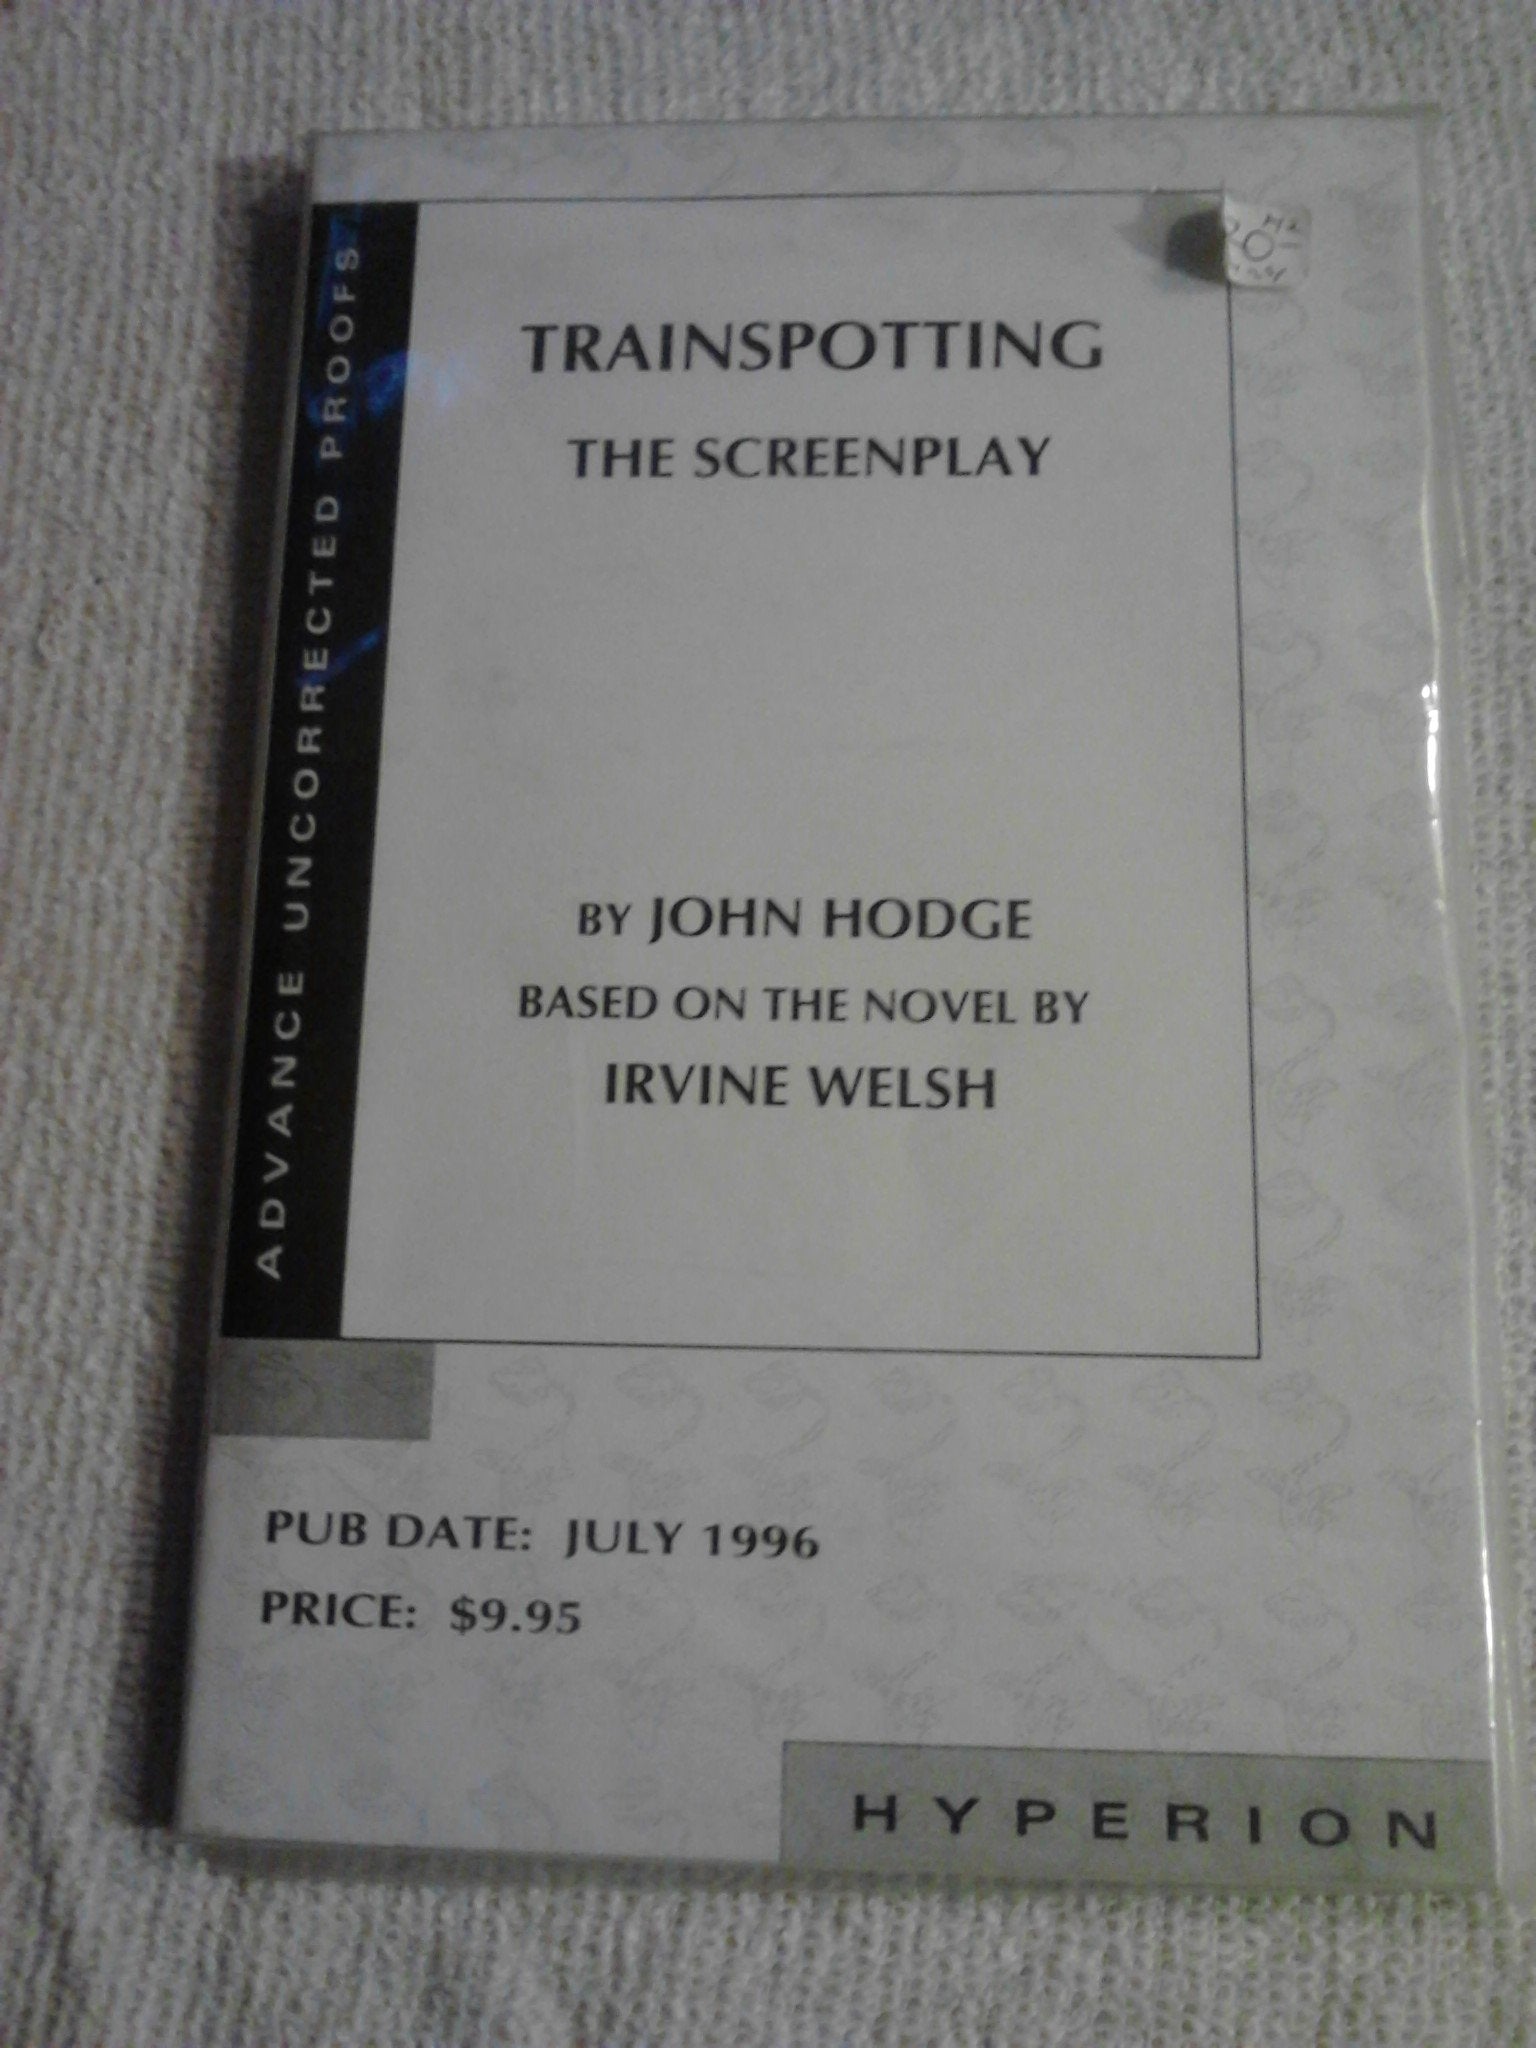 ADVANCE UNCORRECTED PROOFS
TRAINSPOTTING
THE SCREENPLAY
BY JOHN HODGE
BASED ON THE NOVEL BY
IRVINE WELSH
PUB DATE: JULY 1996
PRICE: $9.95
HYPERION